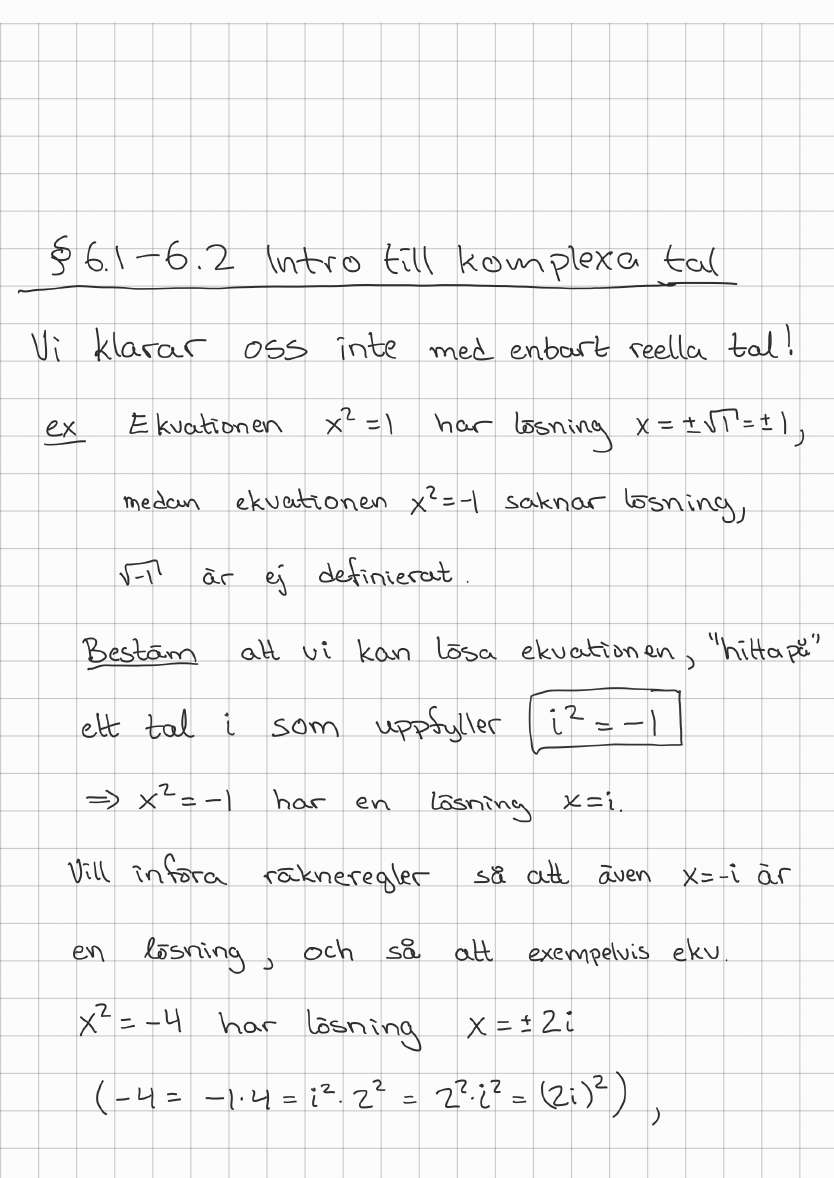 § 6.1-6.2 Intro till komplexa tal
Vi klarar oss inte med enbart reella tal!
ex Ekvationen x² = 1 har lösning x = ±√1 = ±1,
medan ekvationen x² = -1 saknar lösning,
√-1 är ej definierat.
Bestäm att vi kan lösa ekvationen, "hitta på"
ett tal i som uppfyller i² = -1
⇒ x² = -1 har en lösning x = i.
Vill införa räkneregler så att även x = -i är
en lösning, och så att exempelvis ekv.
x² = -4 har lösning x = ± 2i
(-4 = -1·4 = i²·2² = 2²·i² = (2i)²),